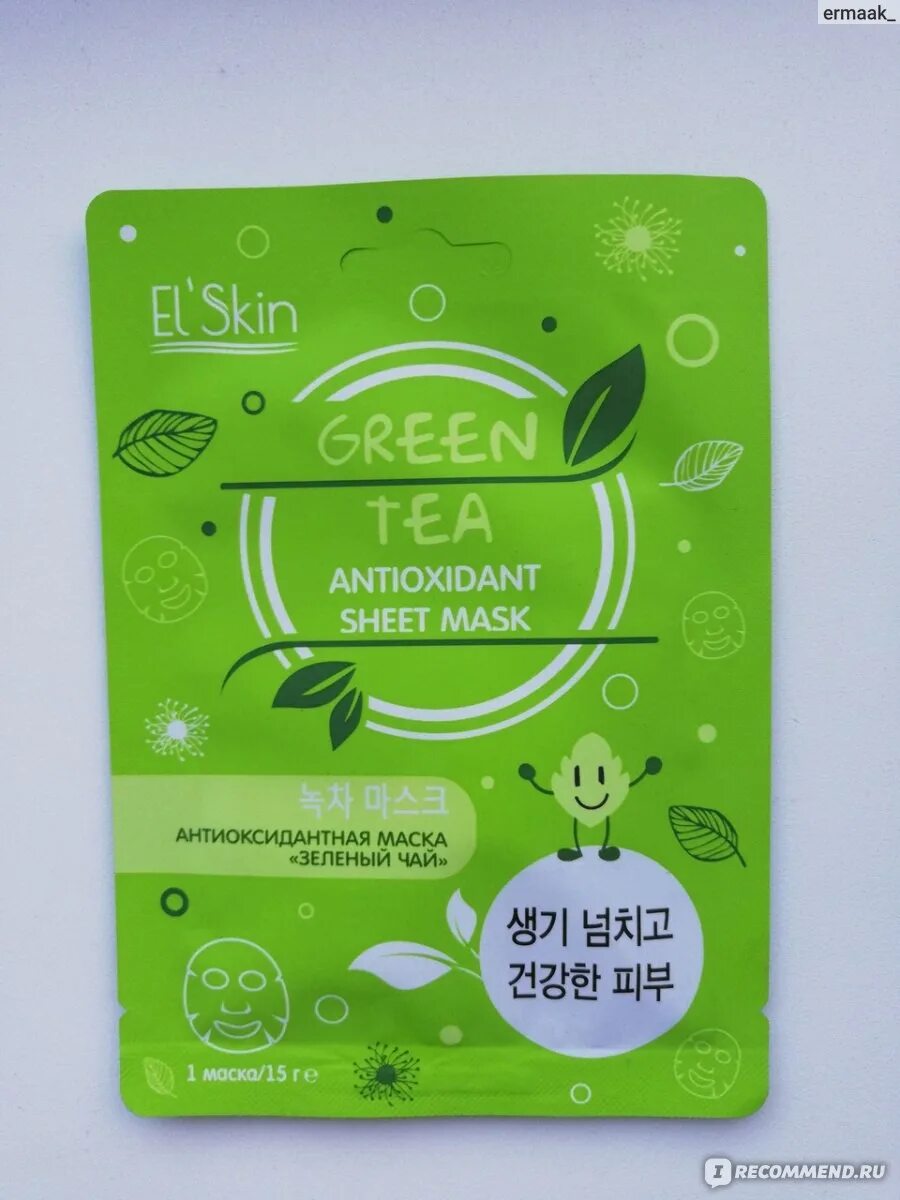 ermaak_
El'Skin
GREEN
TEA
ANTIOXIDANT
SHEET MASK
녹차 마스크
АНТИОКСИДАНТНАЯ МАСКА
«ЗЕЛЕНЫЙ ЧАЙ»
생기 넘치고
건강한 피부
1 маска/15 г℮
IRECOMMEND.RU